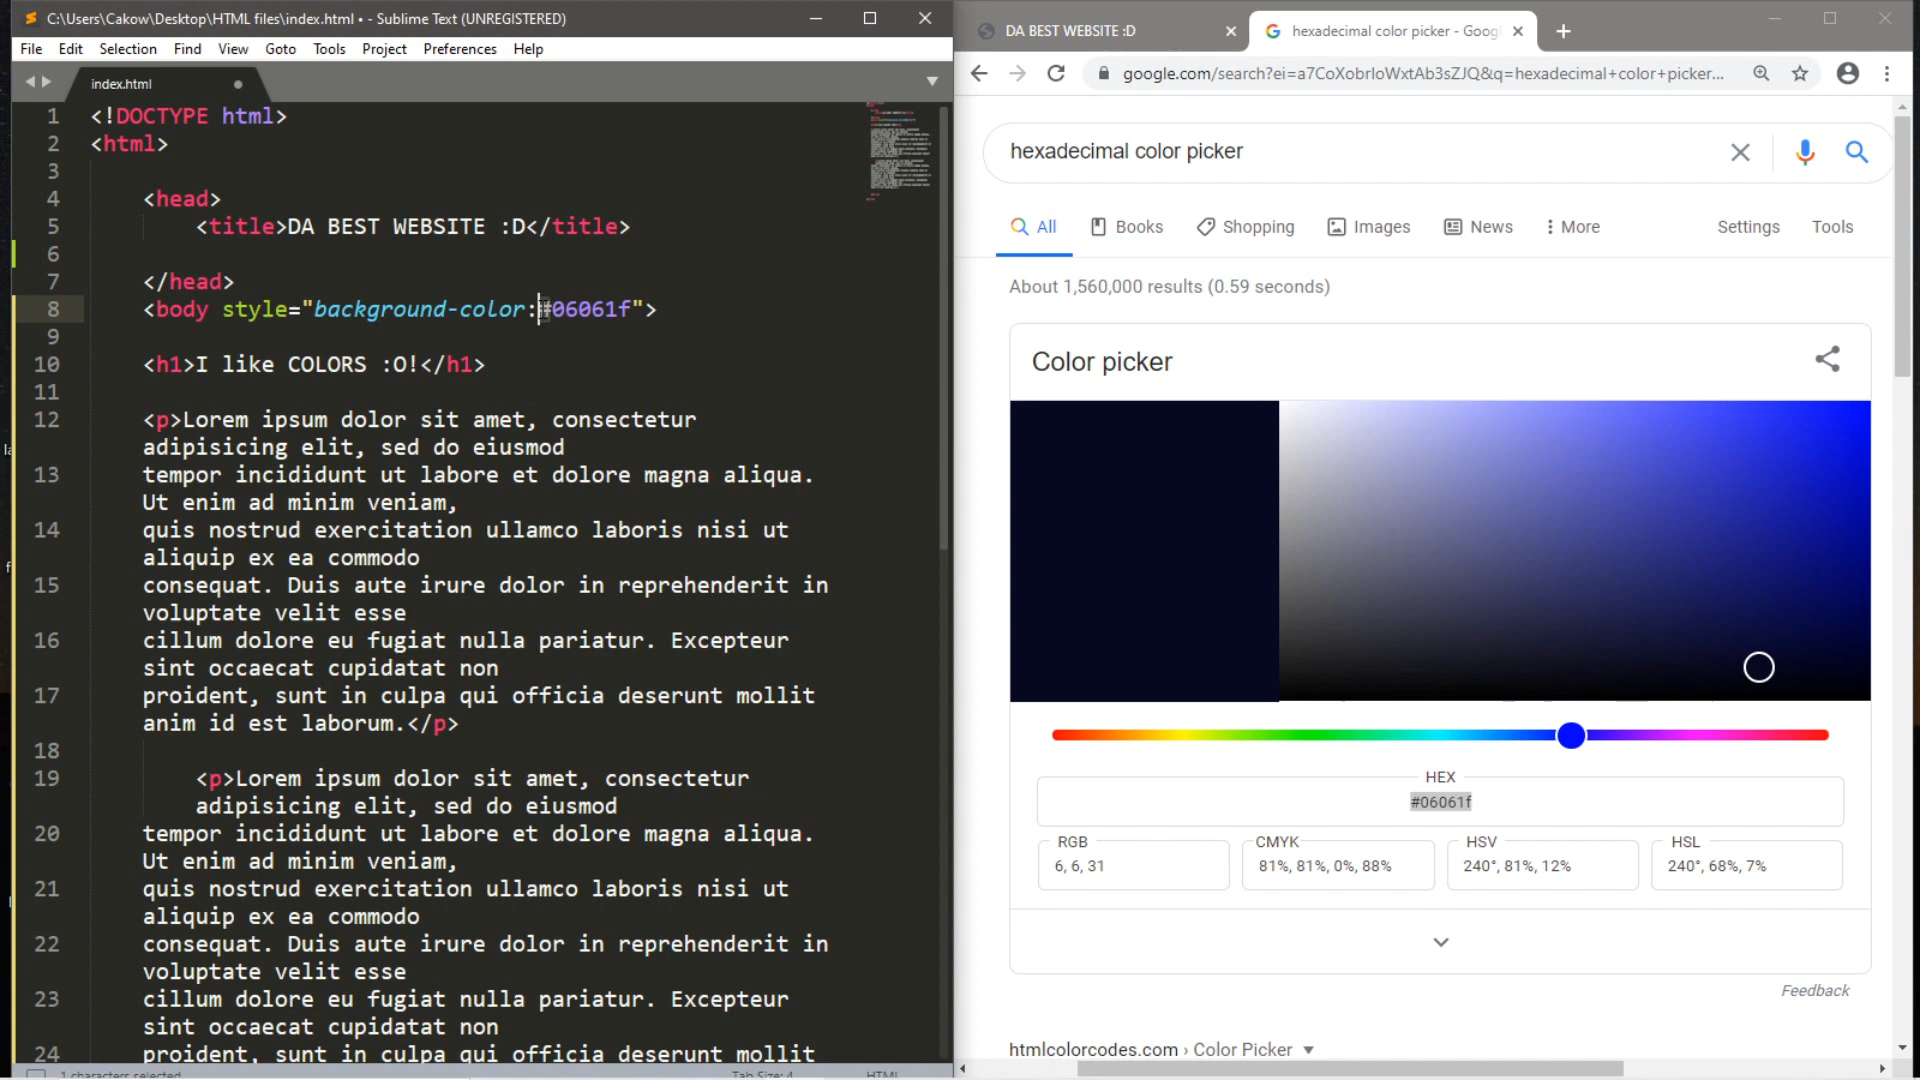 C:\Users\Cakow\Desktop\HTML files\index.html • - Sublime Text (UNREGISTERED)
File Edit Selection Find View Goto Tools Project Preferences Help
index.html
1 <!DOCTYPE html>
2 <html>
3
4 <head>
5 <title>DA BEST WEBSITE :D</title>
6
7 </head>
8 <body style="background-color:#06061f">
9
10 <h1>I like COLORS :O!</h1>
11
12 <p>Lorem ipsum dolor sit amet, consectetur
adipisicing elit, sed do eiusmod
13 tempor incididunt ut labore et dolore magna aliqua.
Ut enim ad minim veniam,
14 quis nostrud exercitation ullamco laboris nisi ut
aliquip ex ea commodo
15 consequat. Duis aute irure dolor in reprehenderit in
voluptate velit esse
16 cillum dolore eu fugiat nulla pariatur. Excepteur
sint occaecat cupidatat non
17 proident, sunt in culpa qui officia deserunt mollit
anim id est laborum.</p>
18
19 <p>Lorem ipsum dolor sit amet, consectetur
adipisicing elit, sed do eiusmod
20 tempor incididunt ut labore et dolore magna aliqua.
Ut enim ad minim veniam,
21 quis nostrud exercitation ullamco laboris nisi ut
aliquip ex ea commodo
22 consequat. Duis aute irure dolor in reprehenderit in
voluptate velit esse
23 cillum dolore eu fugiat nulla pariatur. Excepteur
sint occaecat cupidatat non
24 proident, sunt in culpa qui officia deserunt mollit
1 characters selected Tab Size: 4 HTML
DA BEST WEBSITE :D
hexadecimal color picker - Goog
google.com/search?ei=a7CoXobrIoWxtAb3sZJQ&q=hexadecimal+color+picker...
hexadecimal color picker
All Books Shopping Images News More Settings Tools
About 1,560,000 results (0.59 seconds)
Color picker
HEX
#06061f
RGB CMYK HSV HSL
6, 6, 31 81%, 81%, 0%, 88% 240°, 81%, 12% 240°, 68%, 7%
Feedback
htmlcolorcodes.com › Color Picker